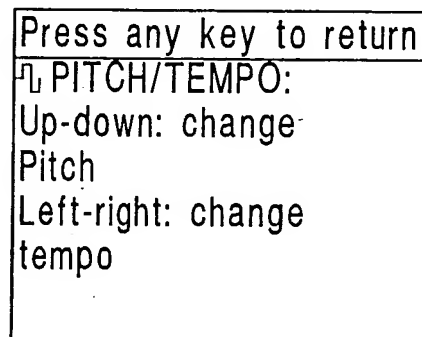 Press any key to return
PITCH/TEMPO:
Up-down: change
Pitch
Left-right: change
tempo